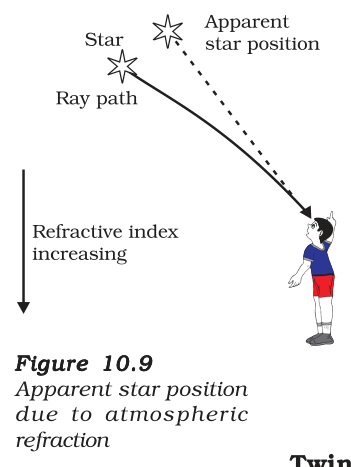 Apparent
star position
Star
Ray path
Refractive index
increasing
Figure 10.9
Apparent star position
due to atmospheric
refraction
Twin